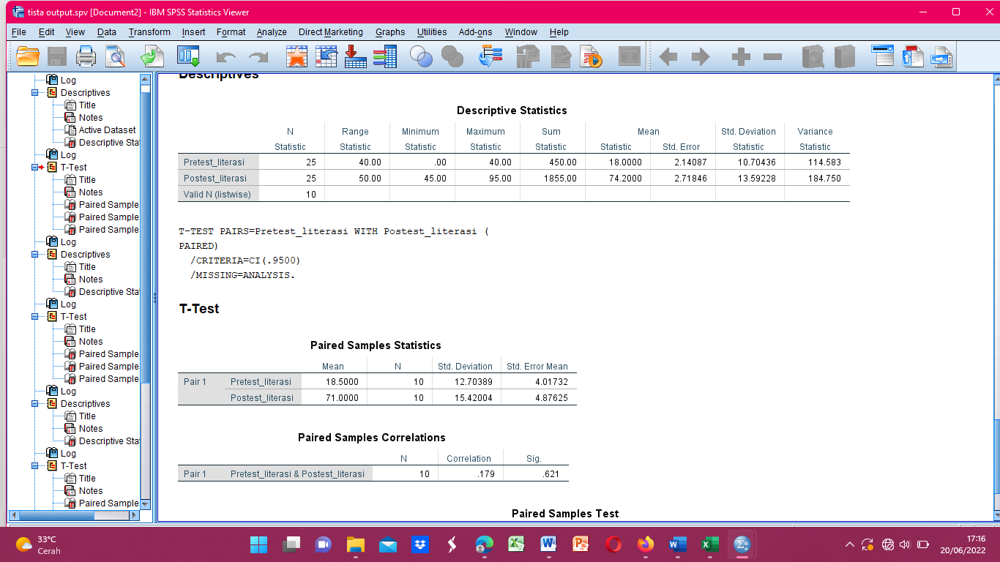 tista output.spv [Document2] - IBM SPSS Statistics Viewer
File Edit View Data Transform Insert Format Analyze Direct Marketing Graphs Utilities Add-ons Window Help
Log
Descriptives
Title
Notes
Active Dataset
Descriptive Sta
Log
T-Test
Title
Notes
Paired Sample
Paired Sample
Paired Sample
Log
Descriptives
Title
Notes
Descriptive Sta
Log
T-Test
Title
Notes
Paired Sample
Paired Sample
Paired Sample
Log
Descriptives
Title
Notes
Descriptive Sta
Log
T-Test
Title
Notes
Paired Sample
Descriptives
Descriptive Statistics
N Range Minimum Maximum Sum Mean Std. Deviation Variance
Statistic Statistic Statistic Statistic Statistic Statistic Std. Error Statistic Statistic
Pretest_literasi 25 40.00 .00 40.00 450.00 18.0000 2.14087 10.70436 114.583
Postest_literasi 25 50.00 45.00 95.00 1855.00 74.2000 2.71846 13.59228 184.750
Valid N (listwise) 10
T-TEST PAIRS=Pretest_literasi WITH Postest_literasi (
PAIRED)
/CRITERIA=CI(.9500)
/MISSING=ANALYSIS.
T-Test
Paired Samples Statistics
Mean N Std. Deviation Std. Error Mean
Pair 1 Pretest_literasi 18.5000 10 12.70389 4.01732
Postest_literasi 71.0000 10 15.42004 4.87625
Paired Samples Correlations
N Correlation Sig.
Pair 1 Pretest_literasi & Postest_literasi 10 .179 .621
Paired Samples Test
33°C
Cerah
17:16
20/06/2022